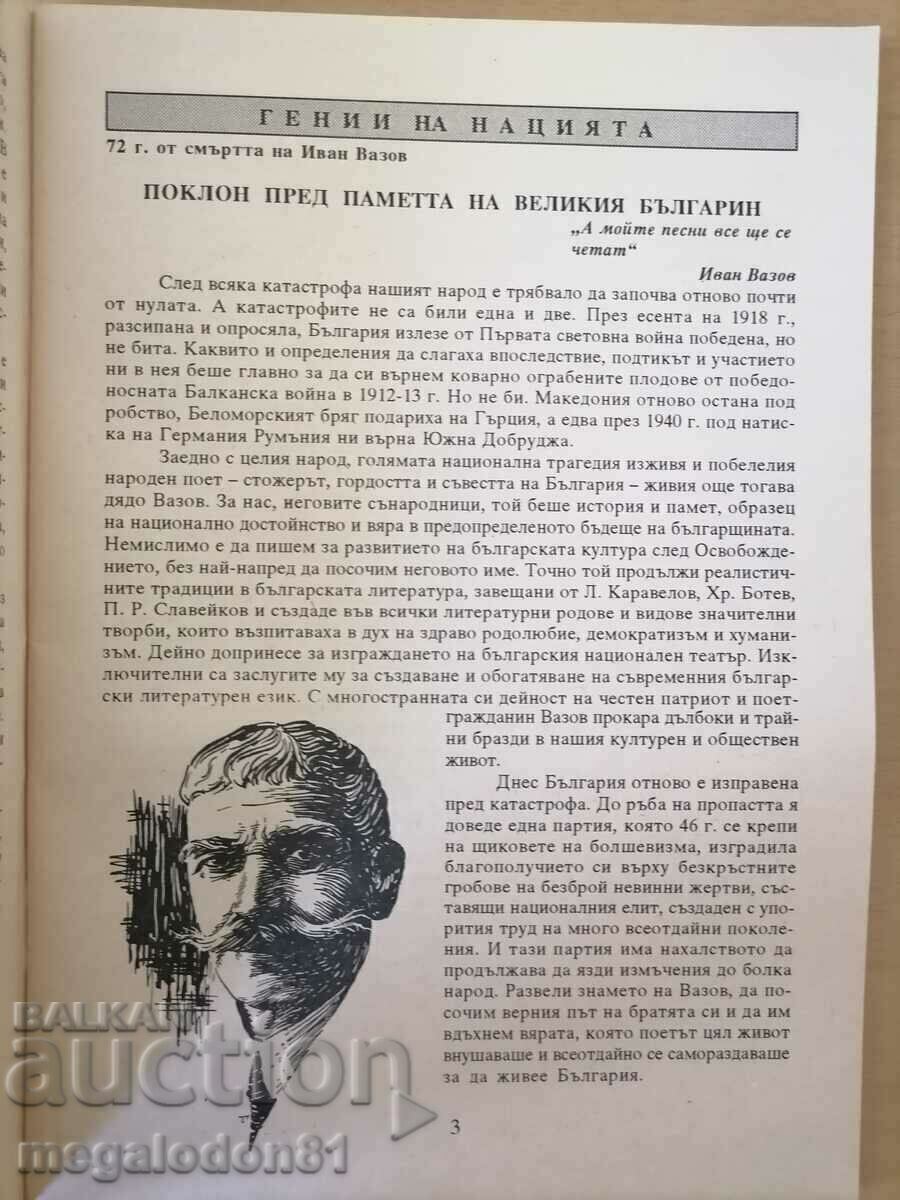 ГЕНИИ НА НАЦИЯТА
72 г. от смъртта на Иван Вазов
ПОКЛОН ПРЕД ПАМЕТТА НА ВЕЛИКИЯ БЪЛГАРИН
„А мойте песни все ще се
четат“
Иван Вазов
След всяка катастрофа нашият народ е трябвало да започва отново почти
от нулата. А катастрофите не са били една и две. През есента на 1918 г.,
разсипана и опросяла, България излезе от Първата световна война победена, но
не бита. Каквито и определения да слагаха впоследствие, подтикът и участието
ни в нея беше главно за да си върнем коварно ограбените плодове от победо-
носната Балканска война в 1912-13 г. Но не би. Македония отново остана под
робство, Беломорският бряг подариха на Гърция, а едва през 1940 г. под натис-
ка на Германия Румъния ни върна Южна Добруджа.
Заедно с целия народ, голямата национална трагедия изживя и побелелия
народен поет – стожерът, гордостта и съвестта на България – живия още тогава
дядо Вазов. За нас, неговите сънародници, той беше история и памет, образец
на национално достойнство и вяра в предопределеното бъдеще на българщината.
Немислимо е да пишем за развитието на българската култура след Освобожде-
нието, без най-напред да посочим неговото име. Точно той продължи реалистич-
ните традиции в българската литература, завещани от Л. Каравелов, Хр. Ботев,
П. Р. Славейков и създаде във всички литературни родове и видове значителни
творби, които възпитаваха в дух на здраво родолюбие, демократизъм и хумани-
зъм. Дейно допринесе за изграждането на българския национален театър. Изк-
лючителни са заслугите му за създаване и обогатяване на съвременния българ-
ски литературен език. С многостранната си дейност на честен патриот и поет-
гражданин Вазов прокара дълбоки и трай-
ни бразди в нашия културен и обществен
живот.
Днес България отново е изправена
пред катастрофа. До ръба на пропастта я
доведе една партия, която 46 г. се крепи
на щиковете на болшевизма, изградила
благополучието си върху безкръстните
гробове на безброй невинни жертви, със-
тавящи националния елит, създаден с упо-
рития труд на много всеотдайни поколе-
ния. И тази партия има нахалството да
продължава да язди измъчения до болка
народ. Развели знамето на Вазов, да по-
сочим верния път на братята си и да им
вдъхнем вярата, която поетът цял живот
внушаваше и всеотдайно се самораздаваше
за да живее България.
3
BALKAN
auction
megalodon81